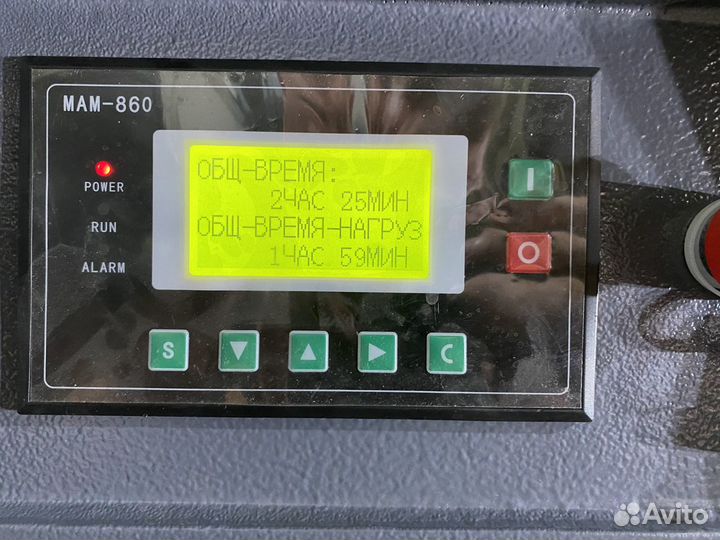 MAM-860
POWER
RUN
ALARM
ОБЩ-ВРЕМЯ:
2ЧАС 25МИН
ОБЩ-ВРЕМЯ-НАГРУЗ
1ЧАС 59МИН
I
O
S
C
Avito